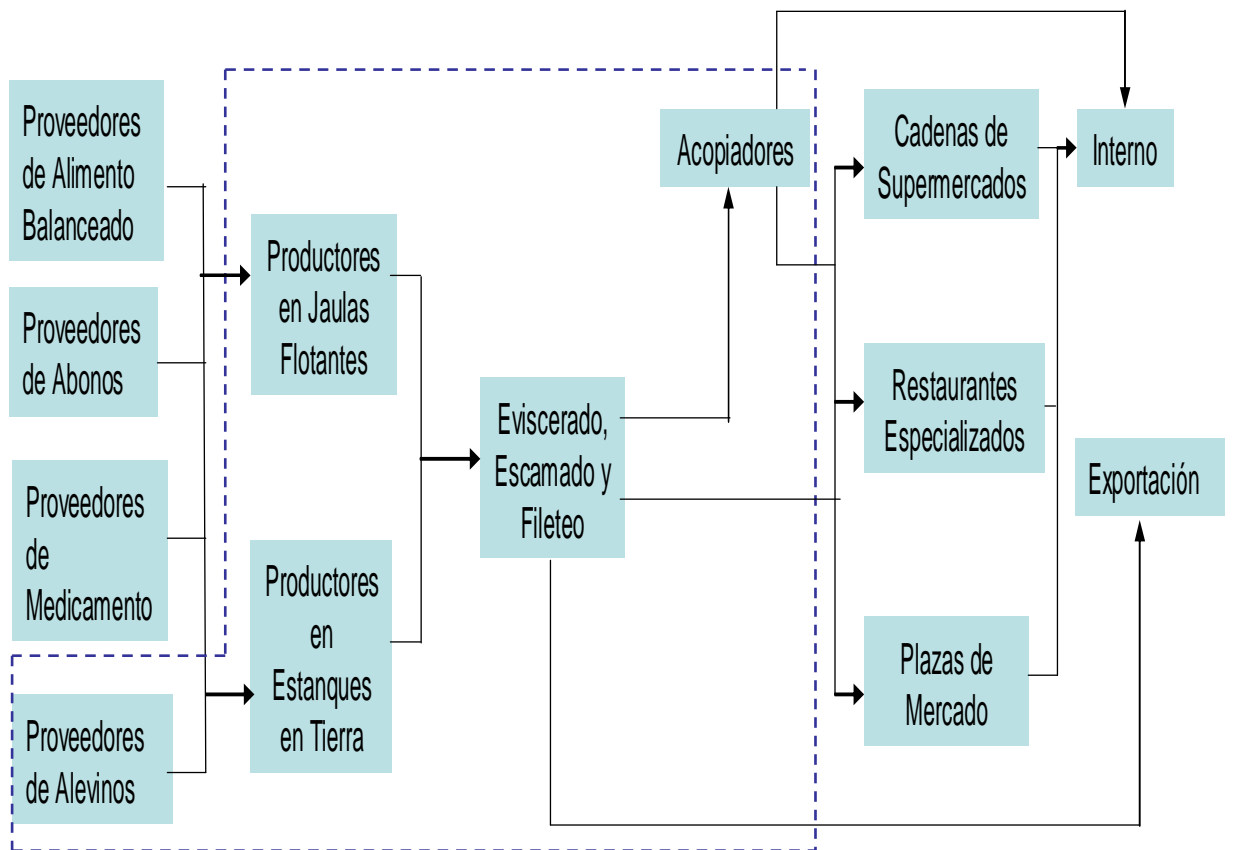 Proveedores
de Alimento
Balanceado
Proveedores
de Abonos
Proveedores
de
Medicamento
Proveedores
de Alevinos
Productores
en Jaulas
Flotantes
Productores
en
Estanques
en Tierra
Eviscerado,
Escamado y
Fileteo
Acopiadores
Cadenas de
Supermercados
Restaurantes
Especializados
Plazas de
Mercado
Interno
Exportación